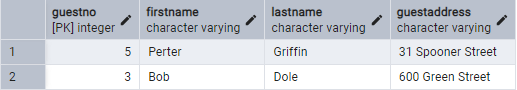 guestno firstname lastname guestaddress
[PK] integer character varying character varying character varying
1 5 Perter Griffin 31 Spooner Street
2 3 Bob Dole 600 Green Street